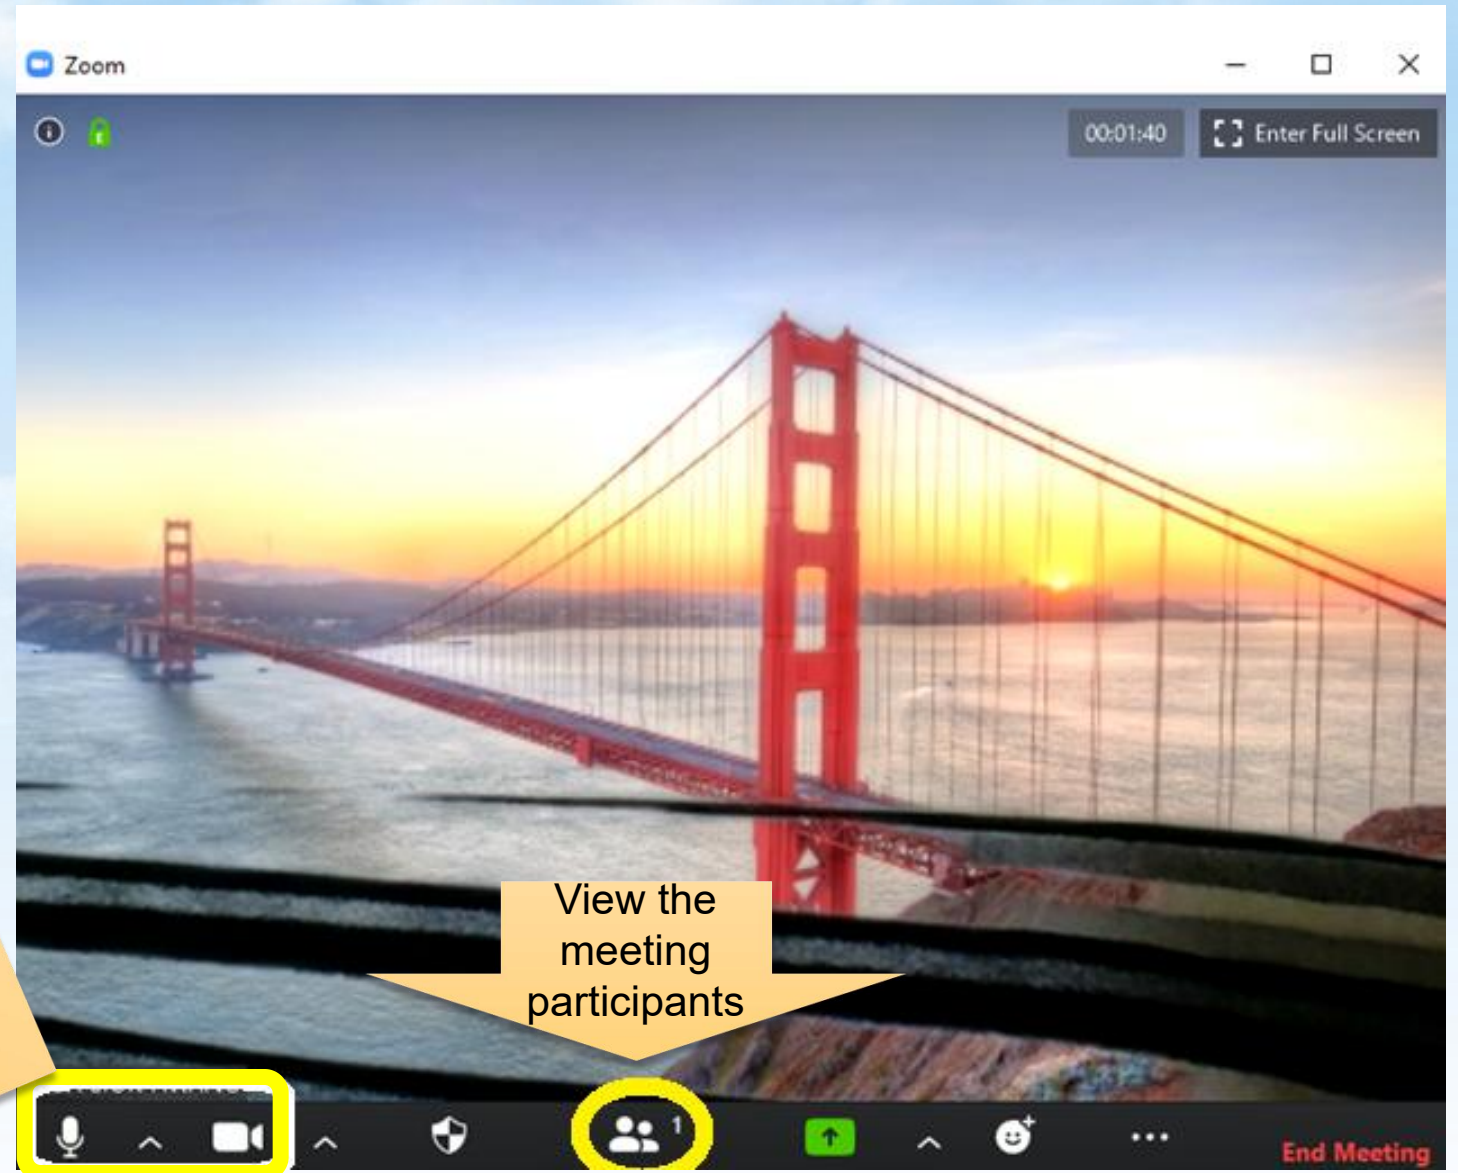 Zoom
00:01:40
Enter Full Screen
View the
meeting
participants
1
End Meeting